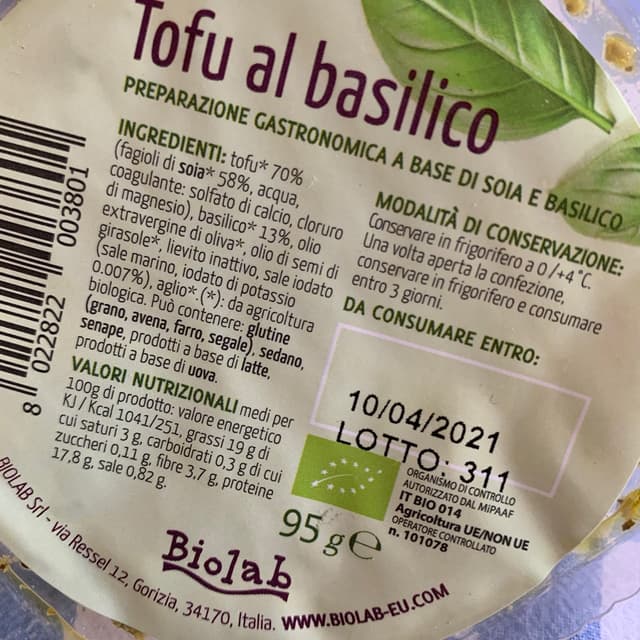 Tofu al basilico
PREPARAZIONE GASTRONOMICA A BASE DI SOIA E BASILICO
INGREDIENTI: tofu* 70%
(fagioli di soia* 58%, acqua,
coagulante: solfato di calcio, cloruro
di magnesio), basilico* 13%, olio
extravergine di oliva*, olio di semi di
girasole*, lievito inattivo, sale iodato
(sale marino, iodato di potassio
0.007%), aglio*.(*): da agricoltura
biologica. Può contenere: glutine
(grano, avena, farro, segale), sedano,
senape, prodotti a base di latte,
prodotti a base di uova.
VALORI NUTRIZIONALI medi per
100g di prodotto: valore energetico
KJ / Kcal 1041/251, grassi 19 g di
cui saturi 3 g, carboidrati 0,3 g di cui
zuccheri 0,11 g, fibre 3,7 g, proteine
17,8 g, sale 0,82 g.
MODALITÀ DI CONSERVAZIONE:
Conservare in frigorifero a 0/+4°C.
Una volta aperta la confezione,
conservare in frigorifero e consumare
entro 3 giorni.
DA CONSUMARE ENTRO:
10/04/2021
LOTTO: 311
ORGANISMO DI CONTROLLO
AUTORIZZATO DAL MIPAAF
IT BIO 014
Agricoltura UE/NON UE
OPERATORE CONTROLLATO
n. 101078
95 g e
8 022822 003801
Biolab
BIOLAB Srl - via Ressel 12, Gorizia, 34170, Italia. WWW.BIOLAB-EU.COM